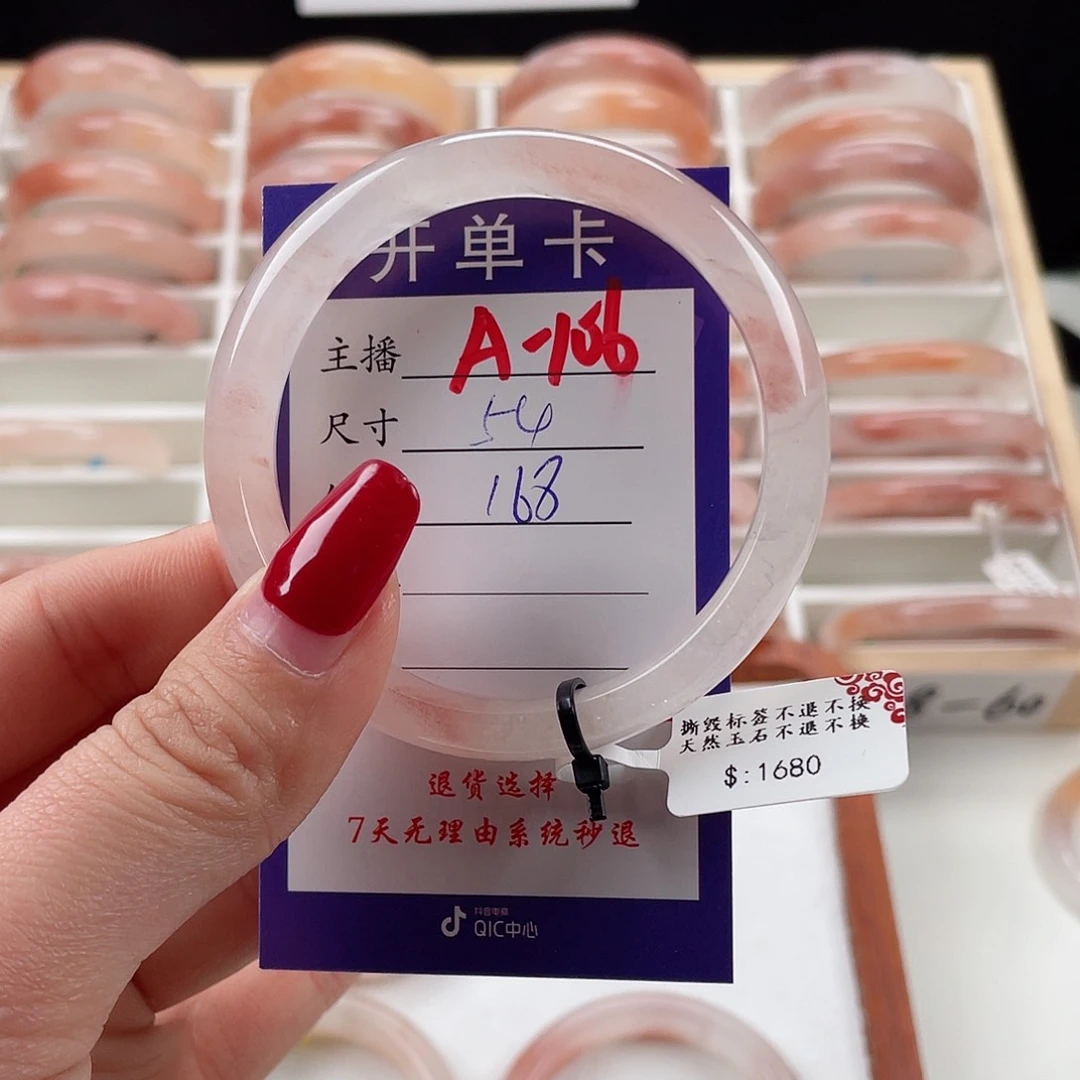 开单卡
主播 A-106
尺寸 54
168
撕毁标签不退不换
天然玉石不退不换
$:1680
退货选择
7天无理由系统秒退
抖音电商
QIC中心
8-60